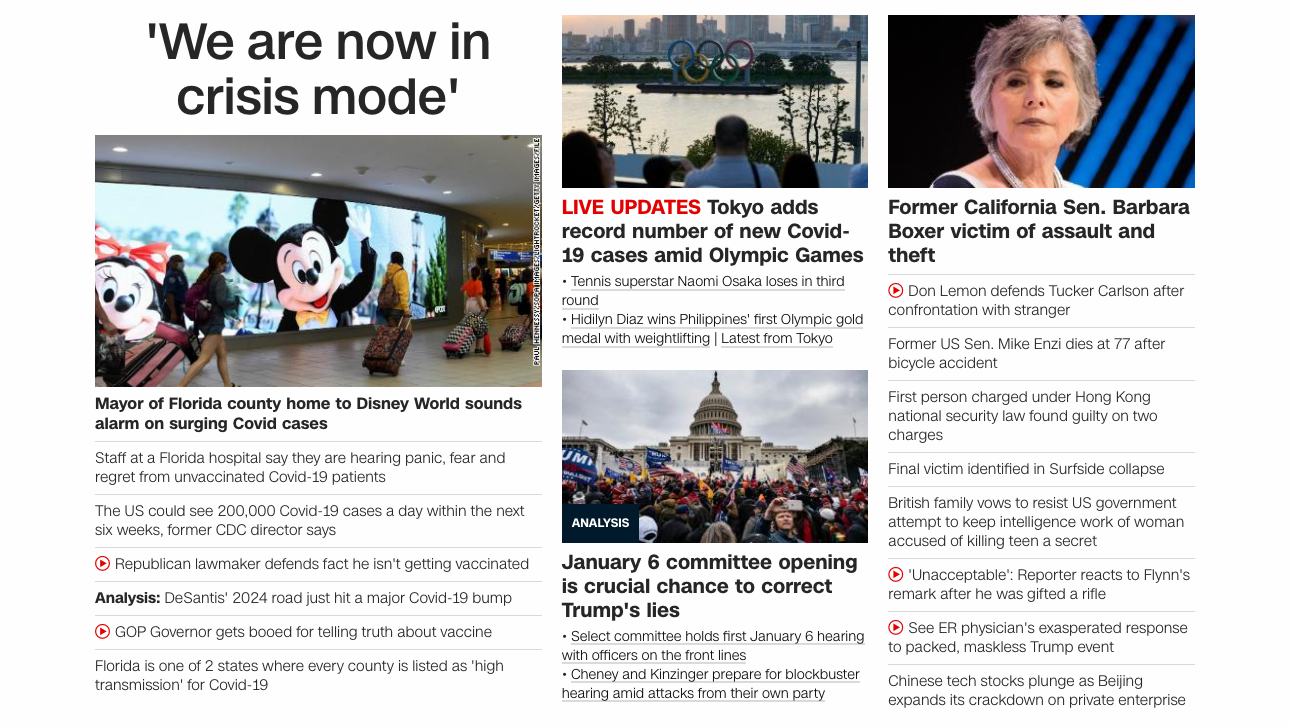 'We are now in
crisis mode'
PAUL HENNESSY/SOPA IMAGES/LIGHTROCKET/GETTY IMAGES/FILE
Mayor of Florida county home to Disney World sounds
alarm on surging Covid cases
Staff at a Florida hospital say they are hearing panic, fear and
regret from unvaccinated Covid-19 patients
The US could see 200,000 Covid-19 cases a day within the next
six weeks, former CDC director says
Republican lawmaker defends fact he isn't getting vaccinated
Analysis: DeSantis' 2024 road just hit a major Covid-19 bump
GOP Governor gets booed for telling truth about vaccine
Florida is one of 2 states where every county is listed as 'high
transmission' for Covid-19
LIVE UPDATES Tokyo adds
record number of new Covid-
19 cases amid Olympic Games
• Tennis superstar Naomi Osaka loses in third
round
• Hidilyn Diaz wins Philippines' first Olympic gold
medal with weightlifting | Latest from Tokyo
TRUMP
ANALYSIS
January 6 committee opening
is crucial chance to correct
Trump's lies
• Select committee holds first January 6 hearing
with officers on the front lines
• Cheney and Kinzinger prepare for blockbuster
hearing amid attacks from their own party
Former California Sen. Barbara
Boxer victim of assault and
theft
Don Lemon defends Tucker Carlson after
confrontation with stranger
Former US Sen. Mike Enzi dies at 77 after
bicycle accident
First person charged under Hong Kong
national security law found guilty on two
charges
Final victim identified in Surfside collapse
British family vows to resist US government
attempt to keep intelligence work of woman
accused of killing teen a secret
'Unacceptable': Reporter reacts to Flynn's
remark after he was gifted a rifle
See ER physician's exasperated response
to packed, maskless Trump event
Chinese tech stocks plunge as Beijing
expands its crackdown on private enterprise